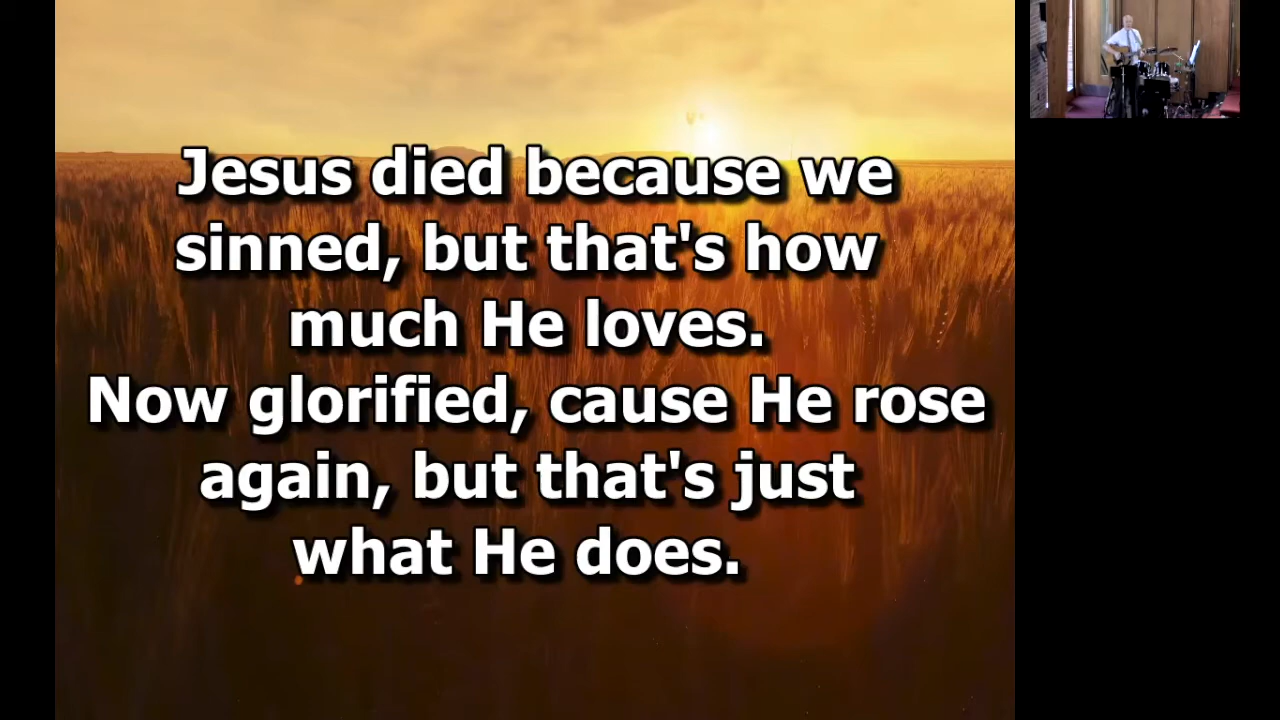 Jesus died because we
sinned, but that's how
much He loves.
Now glorified, cause He rose
again, but that's just
what He does.